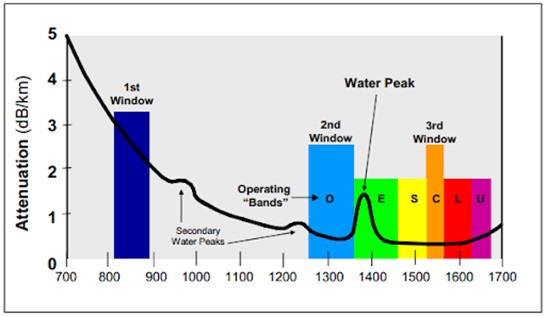 5
4
3
2
1
0
Attenuation (dB/km)
1st
Window
2nd
Window
Water Peak
3rd
Window
Operating
"Bands"
O
E
S
C
L
U
Secondary
Water Peaks
700
800
900
1000
1100
1200
1300
1400
1500
1600
1700